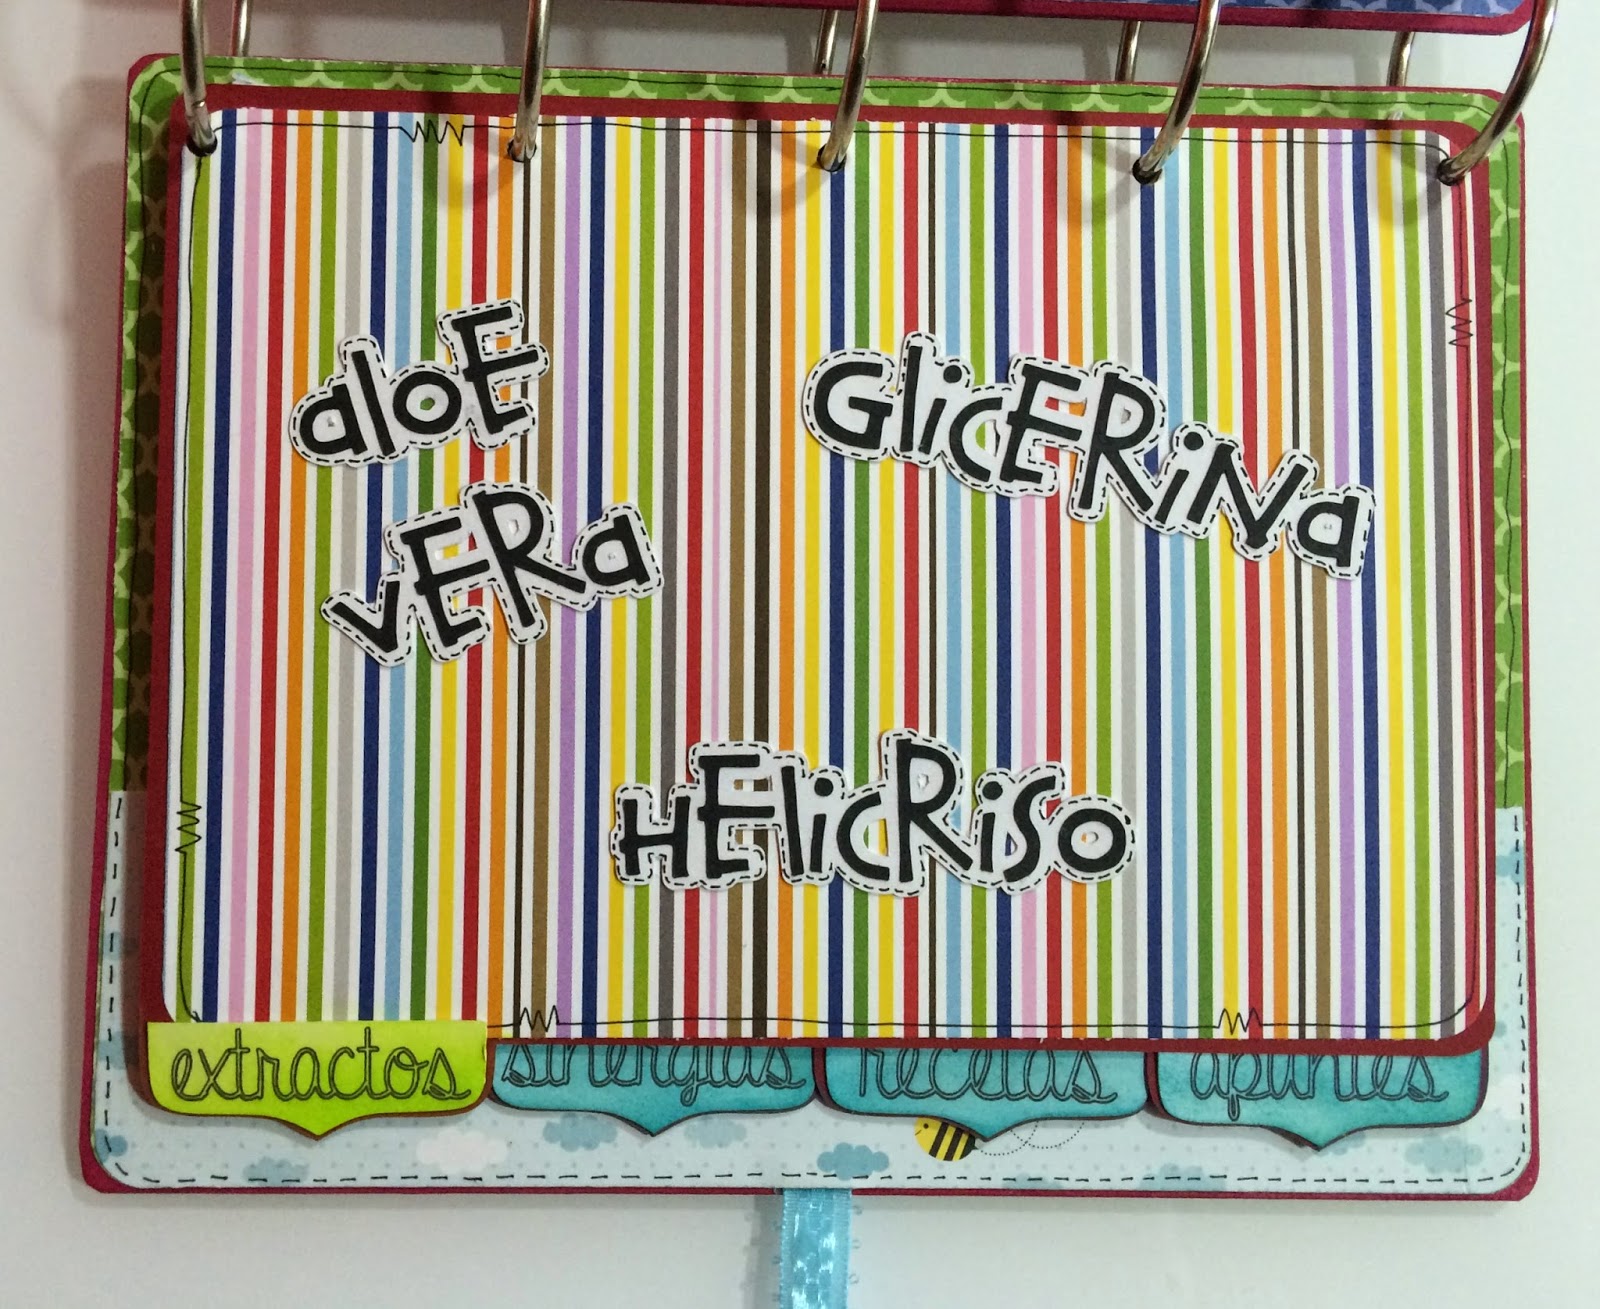 aloE
vERa
GlicERiNa
HElicRiso
extractos
sinergias
recetas
apuntes